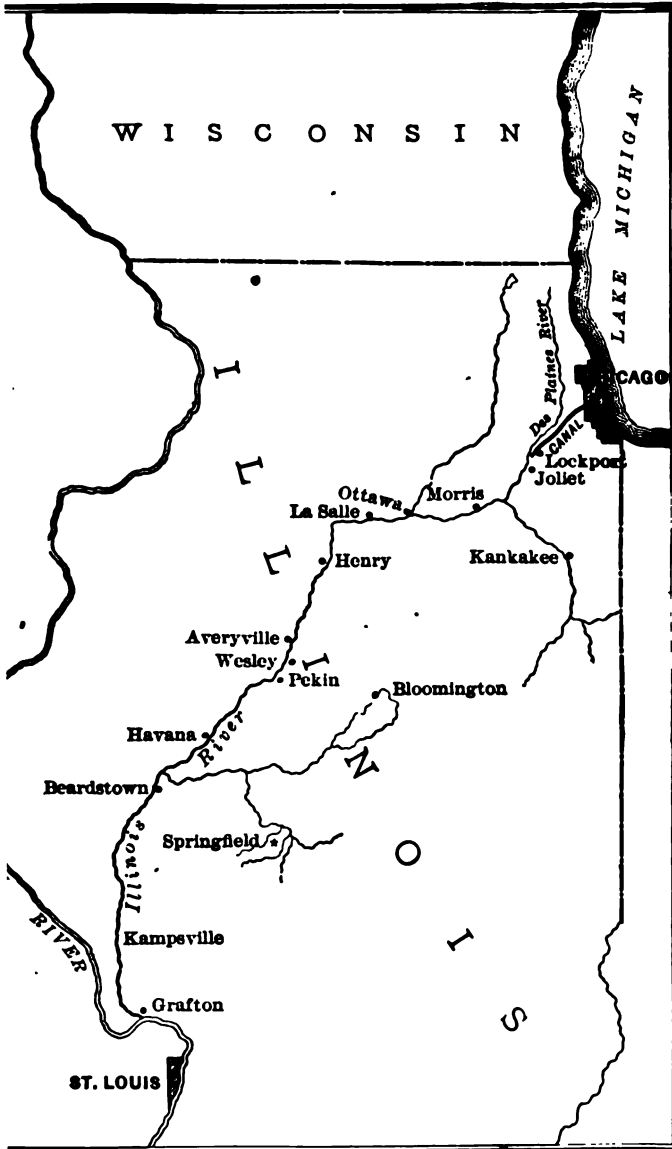 WISCONSIN
LAKE MICHIGAN
ILLINOIS
Des Plaines River
CAGO
CANAL
Lockport
Joliet
Ottawa
Morris
La Salle
Henry
Kankakee
Averyville
Wesley
Pekin
Bloomington
Havana
River
Beardstown
Springfield
Illinois
Kampsville
RIVER
Grafton
ST. LOUIS